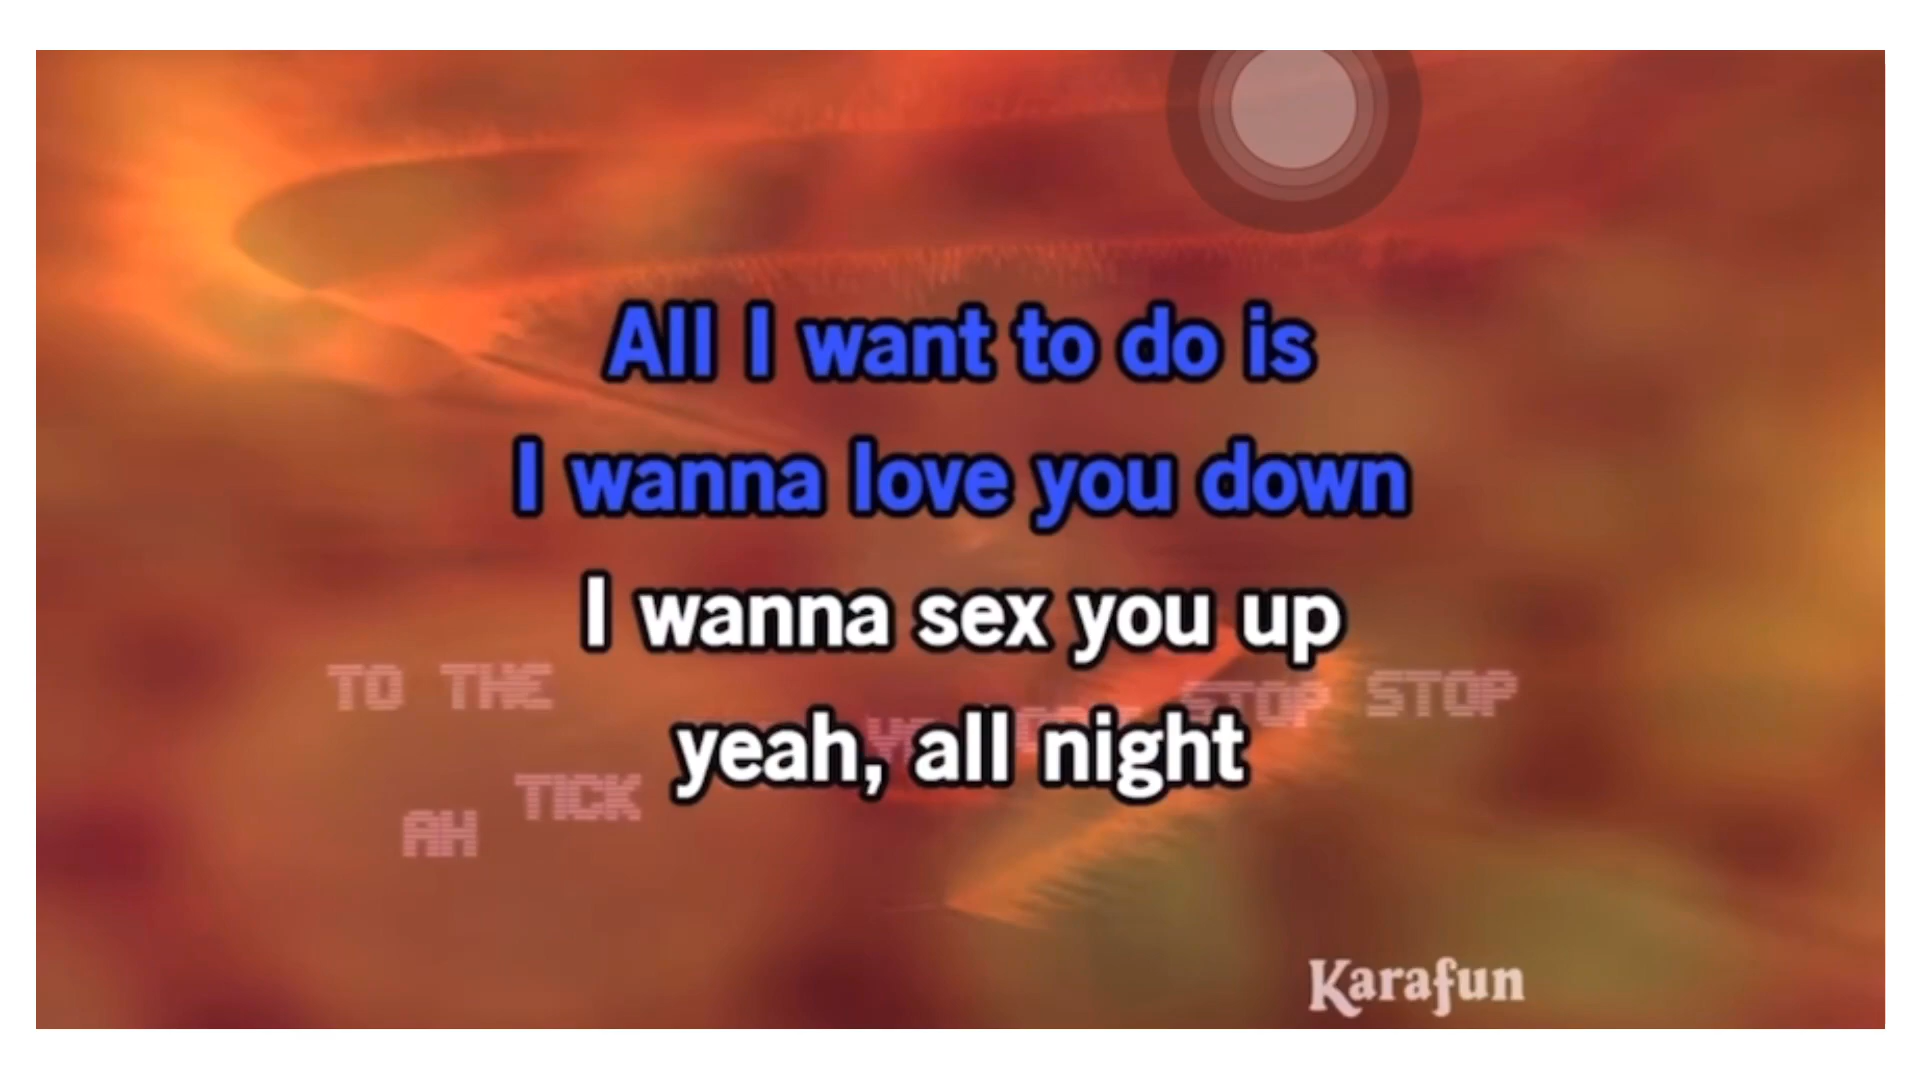 All I want to do is
I wanna love you down
I wanna sex you up
yeah, all night
TO THE
STOP STOP
TICK
AH
Karafun